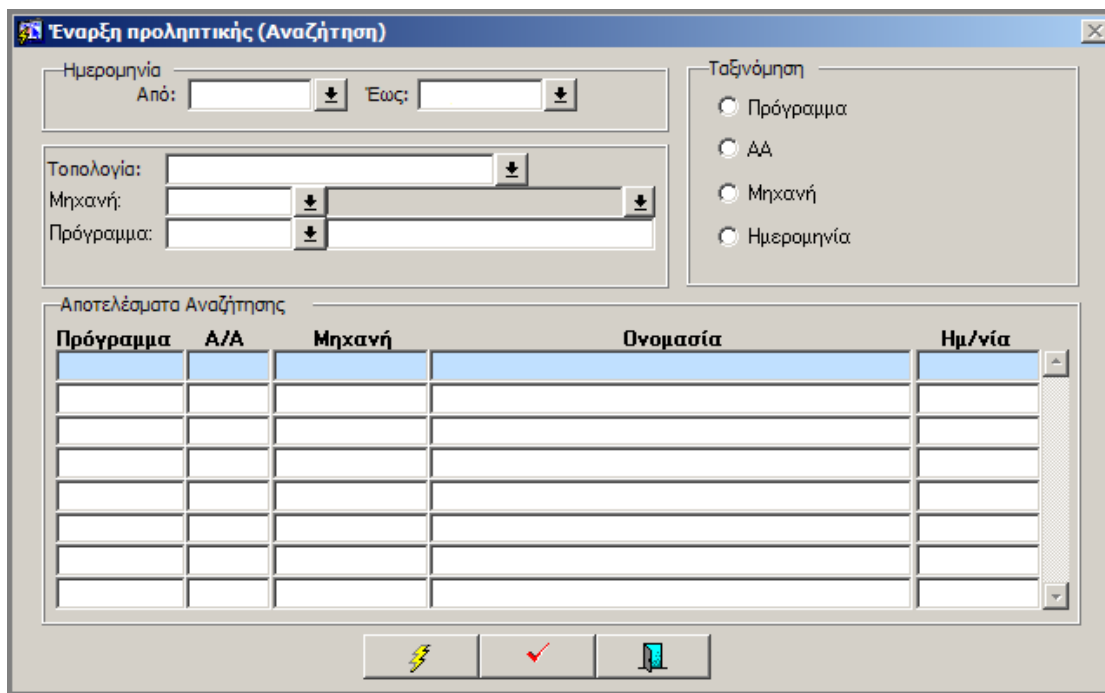 Έναρξη προληπτικής (Αναζήτηση)
Ημερομηνία
Από: Έως:
Ταξινόμηση
Πρόγραμμα
ΑΑ
Μηχανή
Ημερομηνία
Τοπολογία:
Μηχανή:
Πρόγραμμα:
Αποτελέσματα Αναζήτησης
Πρόγραμμα Α/Α Μηχανή Ονομασία Ημ/νία